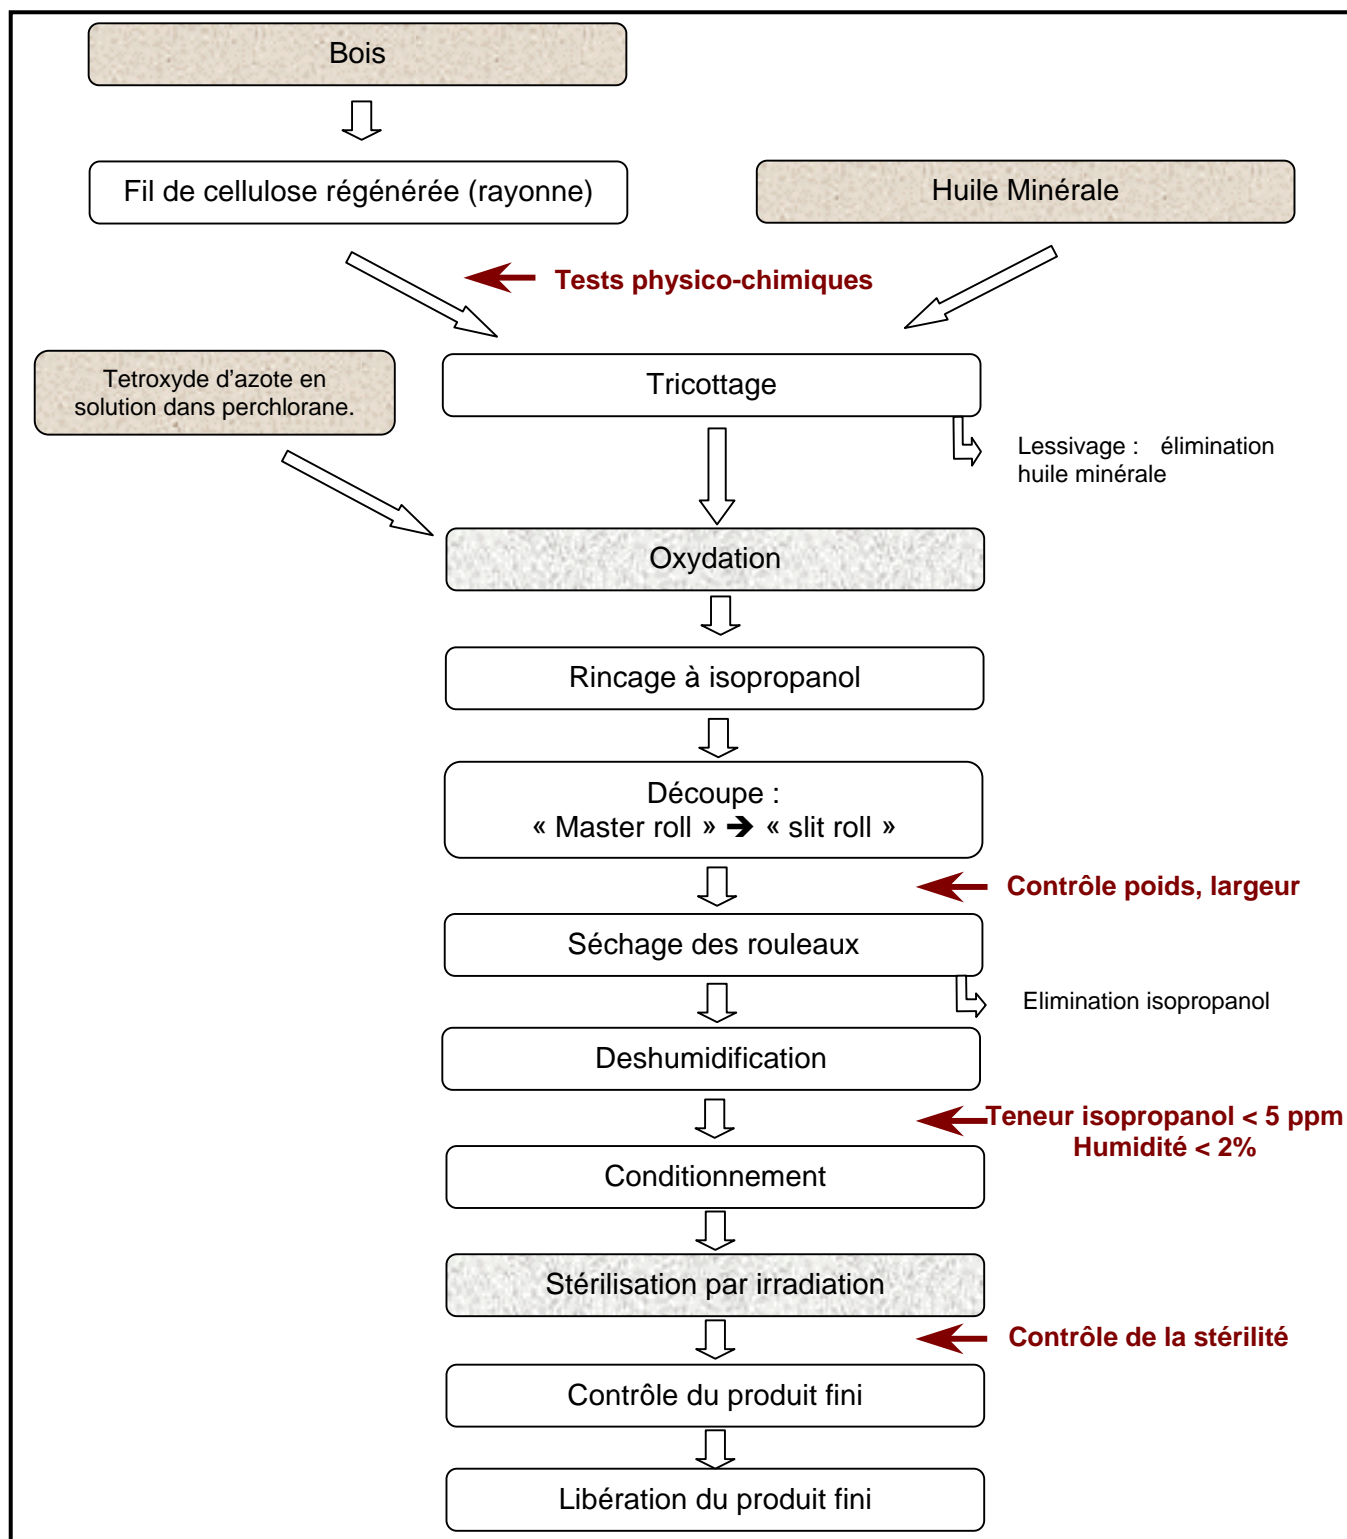 Bois
Fil de cellulose régénérée (rayonne)
Huile Minérale
Tests physico-chimiques
Tetroxyde d'azote en
solution dans perchlorane.
Tricottage
Lessivage : élimination
huile minérale
Oxydation
Rincage à isopropanol
Découpe :
« Master roll » ➔ « slit roll »
Contrôle poids, largeur
Séchage des rouleaux
Elimination isopropanol
Deshumidification
Teneur isopropanol < 5 ppm
Humidité < 2%
Conditionnement
Stérilisation par irradiation
Contrôle de la stérilité
Contrôle du produit fini
Libération du produit fini